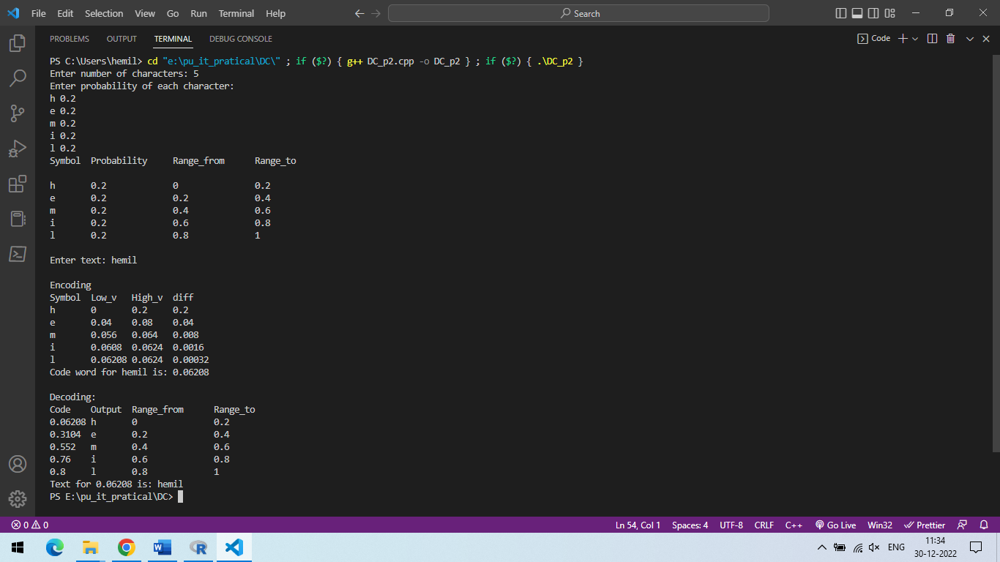 File Edit Selection View Go Run Terminal Help Search
PROBLEMS OUTPUT TERMINAL DEBUG CONSOLE Code
PS C:\Users\hemil> cd "e:\pu_it_pratical\DC\" ; if ($?) { g++ DC_p2.cpp -o DC_p2 } ; if ($?) { .\DC_p2 }
Enter number of characters: 5
Enter probability of each character:
h 0.2
e 0.2
m 0.2
i 0.2
l 0.2
Symbol Probability Range_from Range_to
h 0.2 0 0.2
e 0.2 0.2 0.4
m 0.2 0.4 0.6
i 0.2 0.6 0.8
l 0.2 0.8 1
Enter text: hemil
Encoding
Symbol Low_v High_v diff
h 0 0.2 0.2
e 0.04 0.08 0.04
m 0.056 0.064 0.008
i 0.0608 0.0624 0.0016
l 0.06208 0.0624 0.00032
Code word for hemil is: 0.06208
Decoding:
Code Output Range_from Range_to
0.06208 h 0 0.2
0.3104 e 0.2 0.4
0.552 m 0.4 0.6
0.76 i 0.6 0.8
0.8 l 0.8 1
Text for 0.06208 is: hemil
PS E:\pu_it_pratical\DC>
0 0 Ln 54, Col 1 Spaces: 4 UTF-8 CRLF C++ Go Live Win32 Prettier
ENG 11:34
30-12-2022